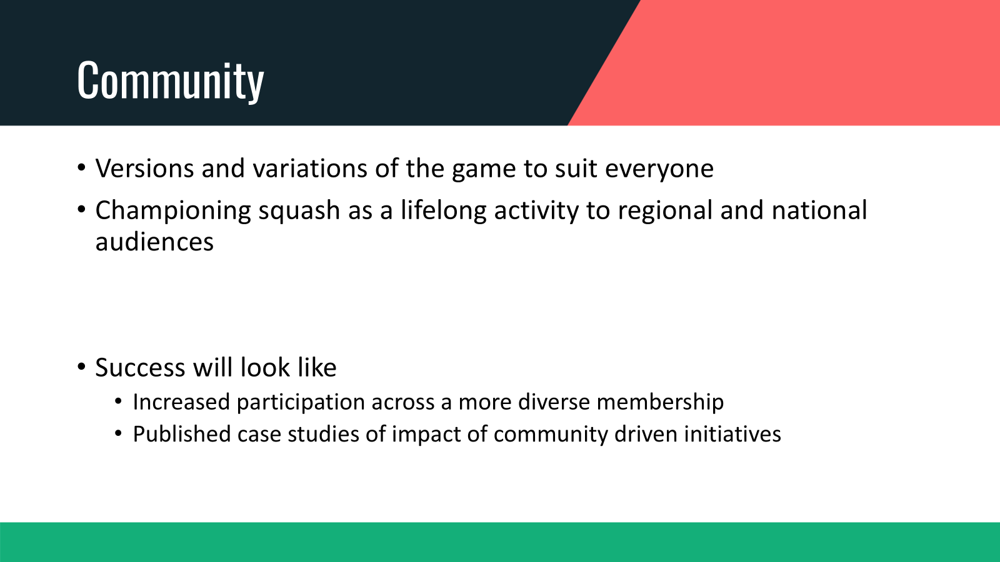 Community
• Versions and variations of the game to suit everyone
• Championing squash as a lifelong activity to regional and national
audiences
• Success will look like
• Increased participation across a more diverse membership
• Published case studies of impact of community driven initiatives